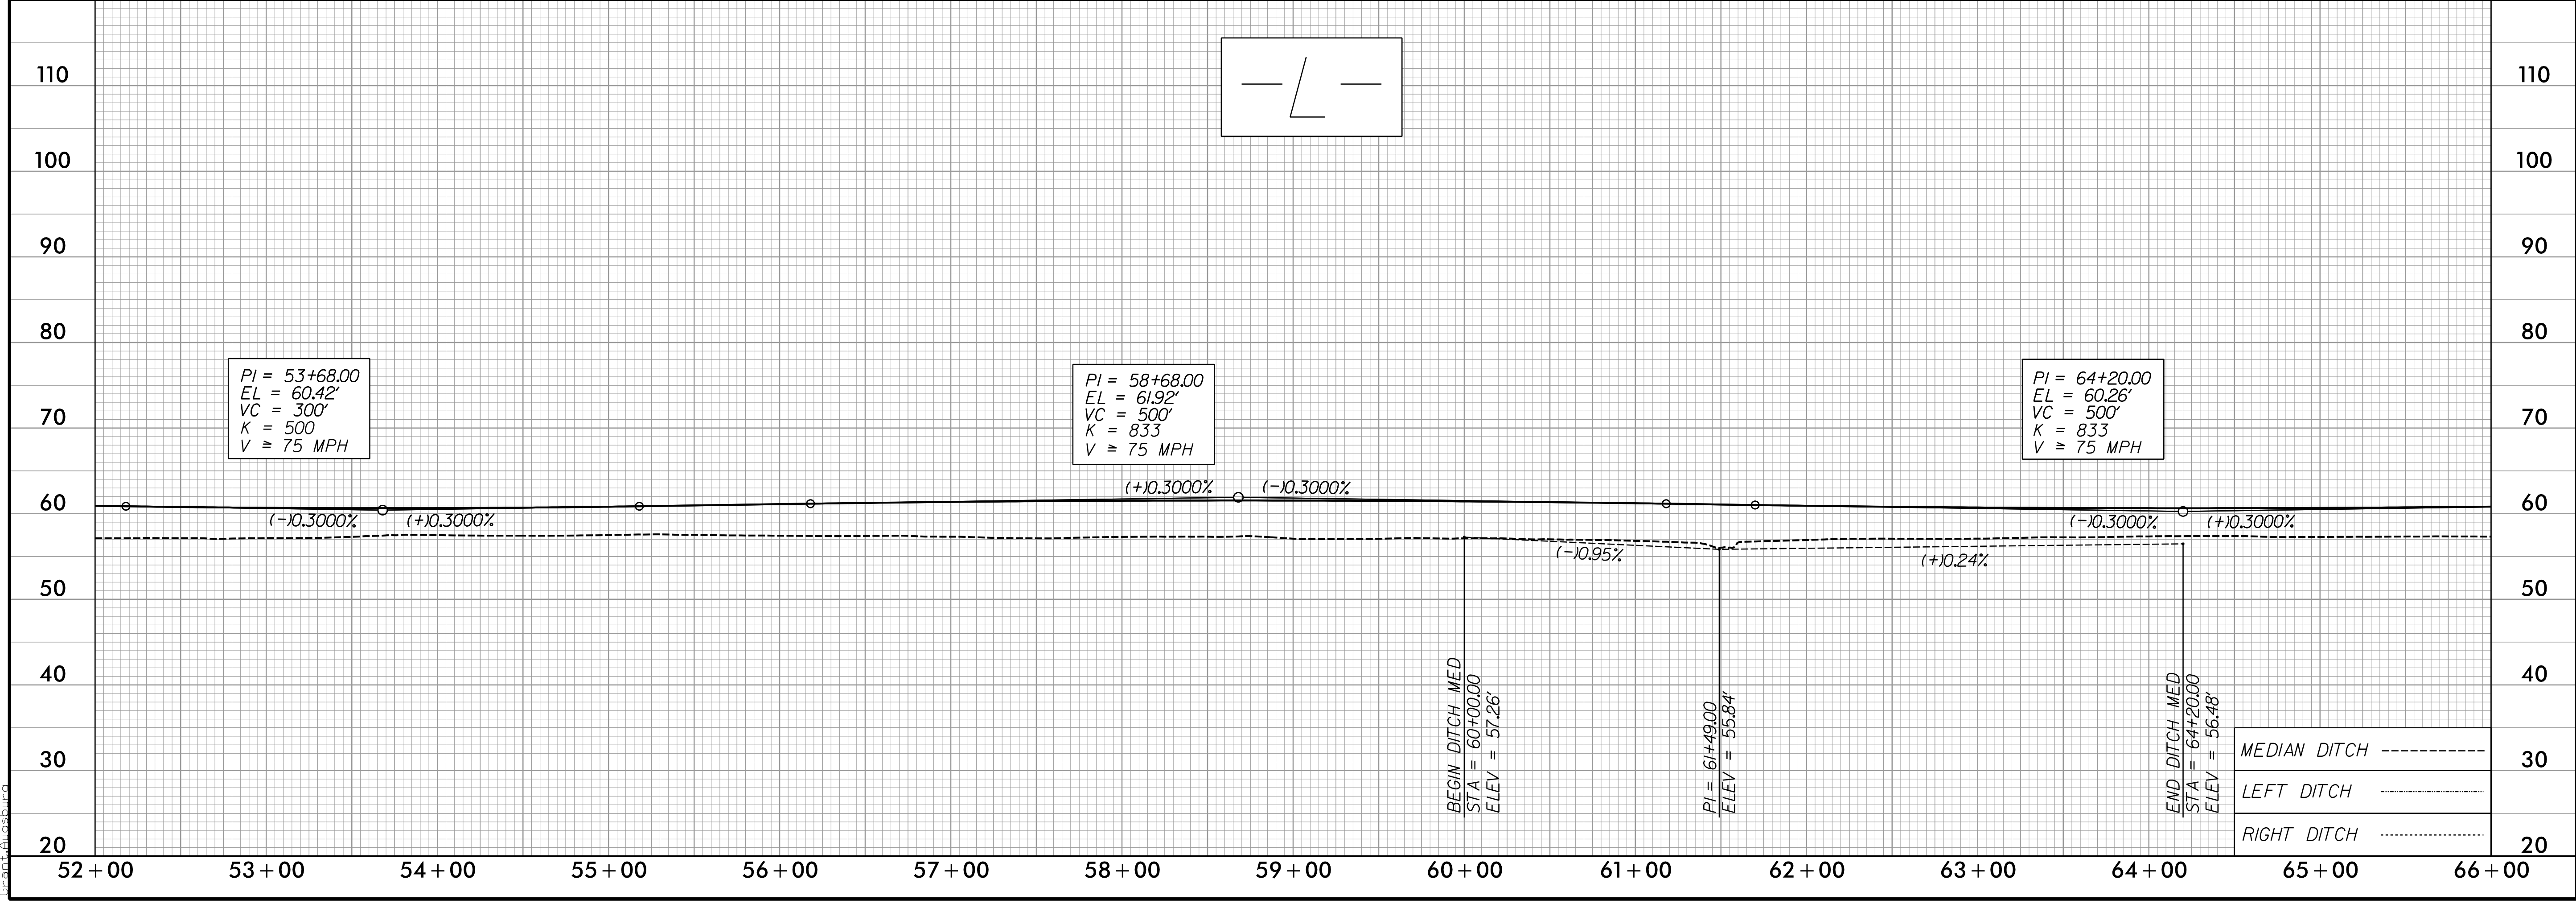 110
110
-L-
100
100
90
90
80
80
PI = 53+68.00
EL = 60.42'
VC = 300'
K = 500
V ≥ 75 MPH
PI = 58+68.00
EL = 61.92'
VC = 500'
K = 833
V ≥ 75 MPH
PI = 64+20.00
EL = 60.26'
VC = 500'
K = 833
V ≥ 75 MPH
70
70
60
60
(+)0.3000%
(-)0.3000%
(-)0.3000%
(+)0.3000%
(-)0.3000%
(+)0.3000%
(-)0.95%
(+)0.24%
50
50
40
40
BEGIN DITCH MED
STA = 60+00.00
ELEV = 57.26'
PI = 61+49.00
ELEV = 55.84'
END DITCH MED
STA = 64+20.00
ELEV = 56.48'
30
30
MEDIAN DITCH
LEFT DITCH
RIGHT DITCH
20
20
52+00
53+00
54+00
55+00
56+00
57+00
58+00
59+00
60+00
61+00
62+00
63+00
64+00
65+00
66+00